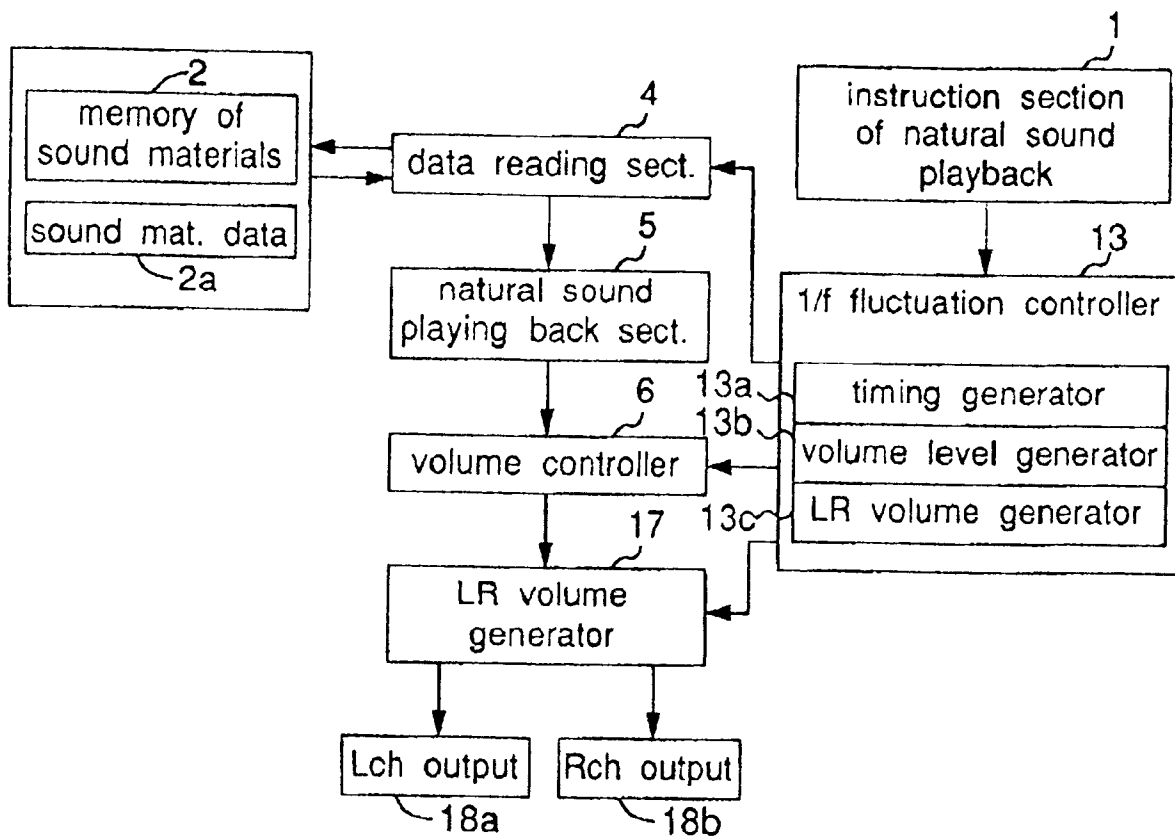 1
instruction section
of natural sound
playback
2
memory of
sound materials
sound mat. data
2a
4
data reading sect.
5
natural sound
playing back sect.
13
1/f fluctuation controller
13a
timing generator
13b
volume level generator
13c
LR volume generator
6
volume controller
17
LR volume
generator
Lch output
18a
Rch output
18b